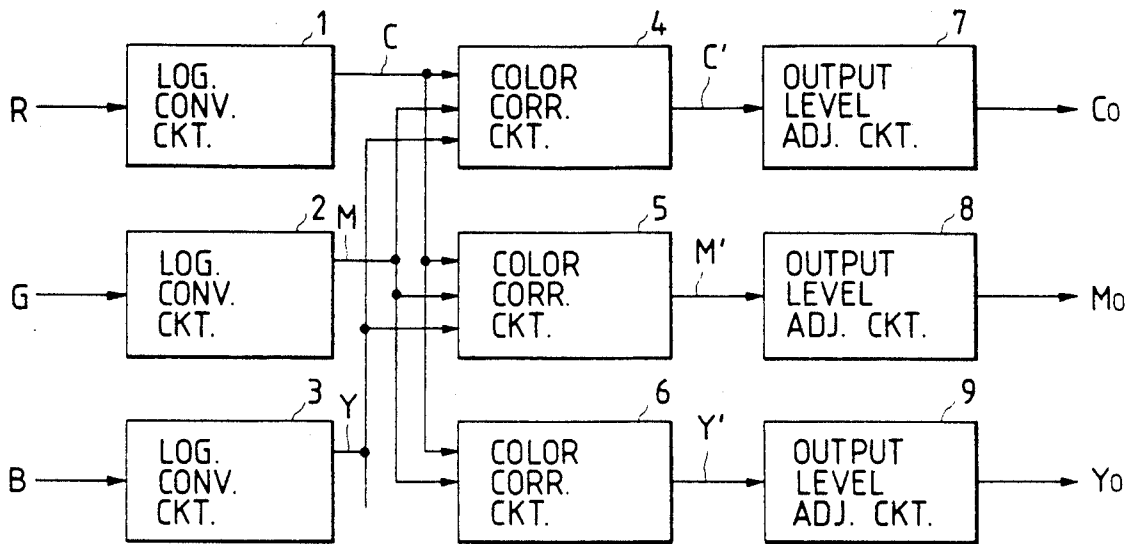 1
C
4
C'
7
R
LOG.
CONV.
CKT.
COLOR
CORR.
CKT.
OUTPUT
LEVEL
ADJ. CKT.
Co
2
M
5
M'
8
G
LOG.
CONV.
CKT.
COLOR
CORR.
CKT.
OUTPUT
LEVEL
ADJ. CKT.
Mo
3
Y
6
Y'
9
B
LOG.
CONV.
CKT.
COLOR
CORR.
CKT.
OUTPUT
LEVEL
ADJ. CKT.
Yo